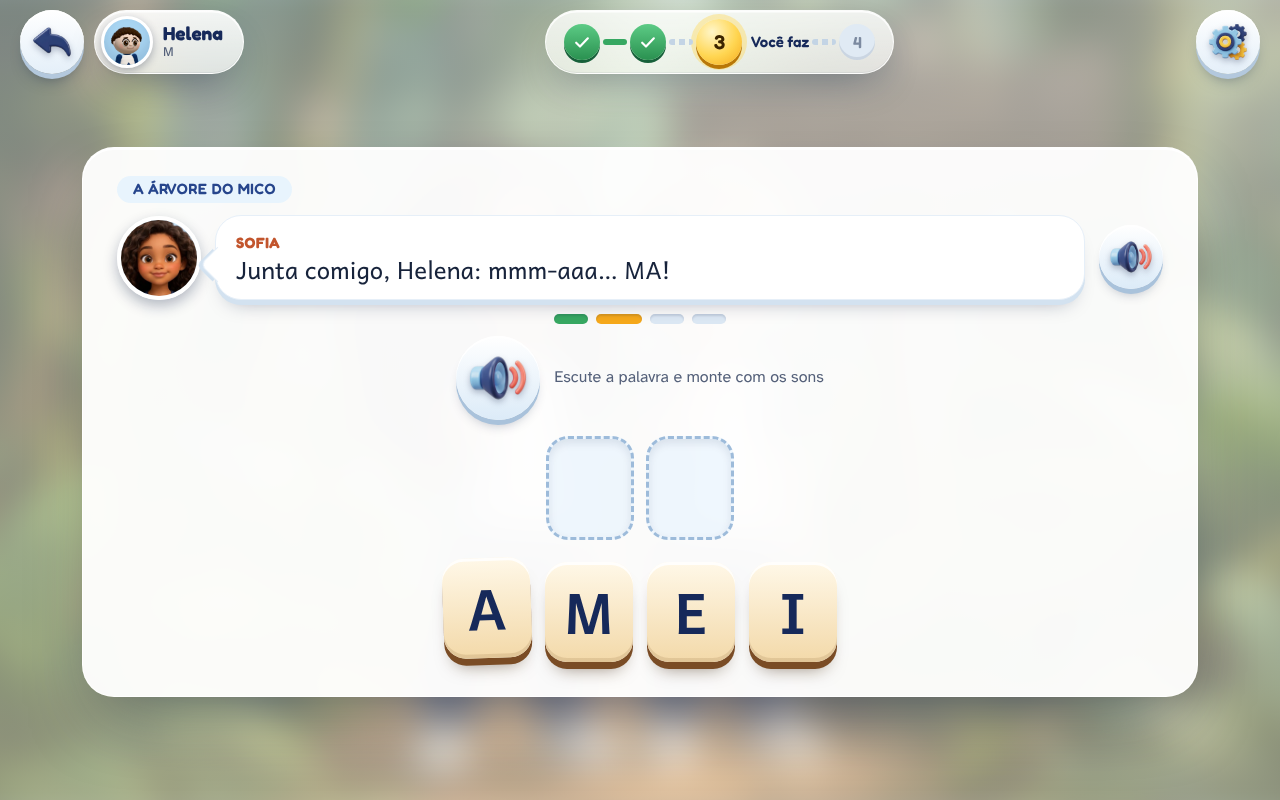 Helena
M
3
Você faz
4
A ÁRVORE DO MICO
SOFIA
Junta comigo, Helena: mmm-aaa... MA!
Escute a palavra e monte com os sons
A M E I